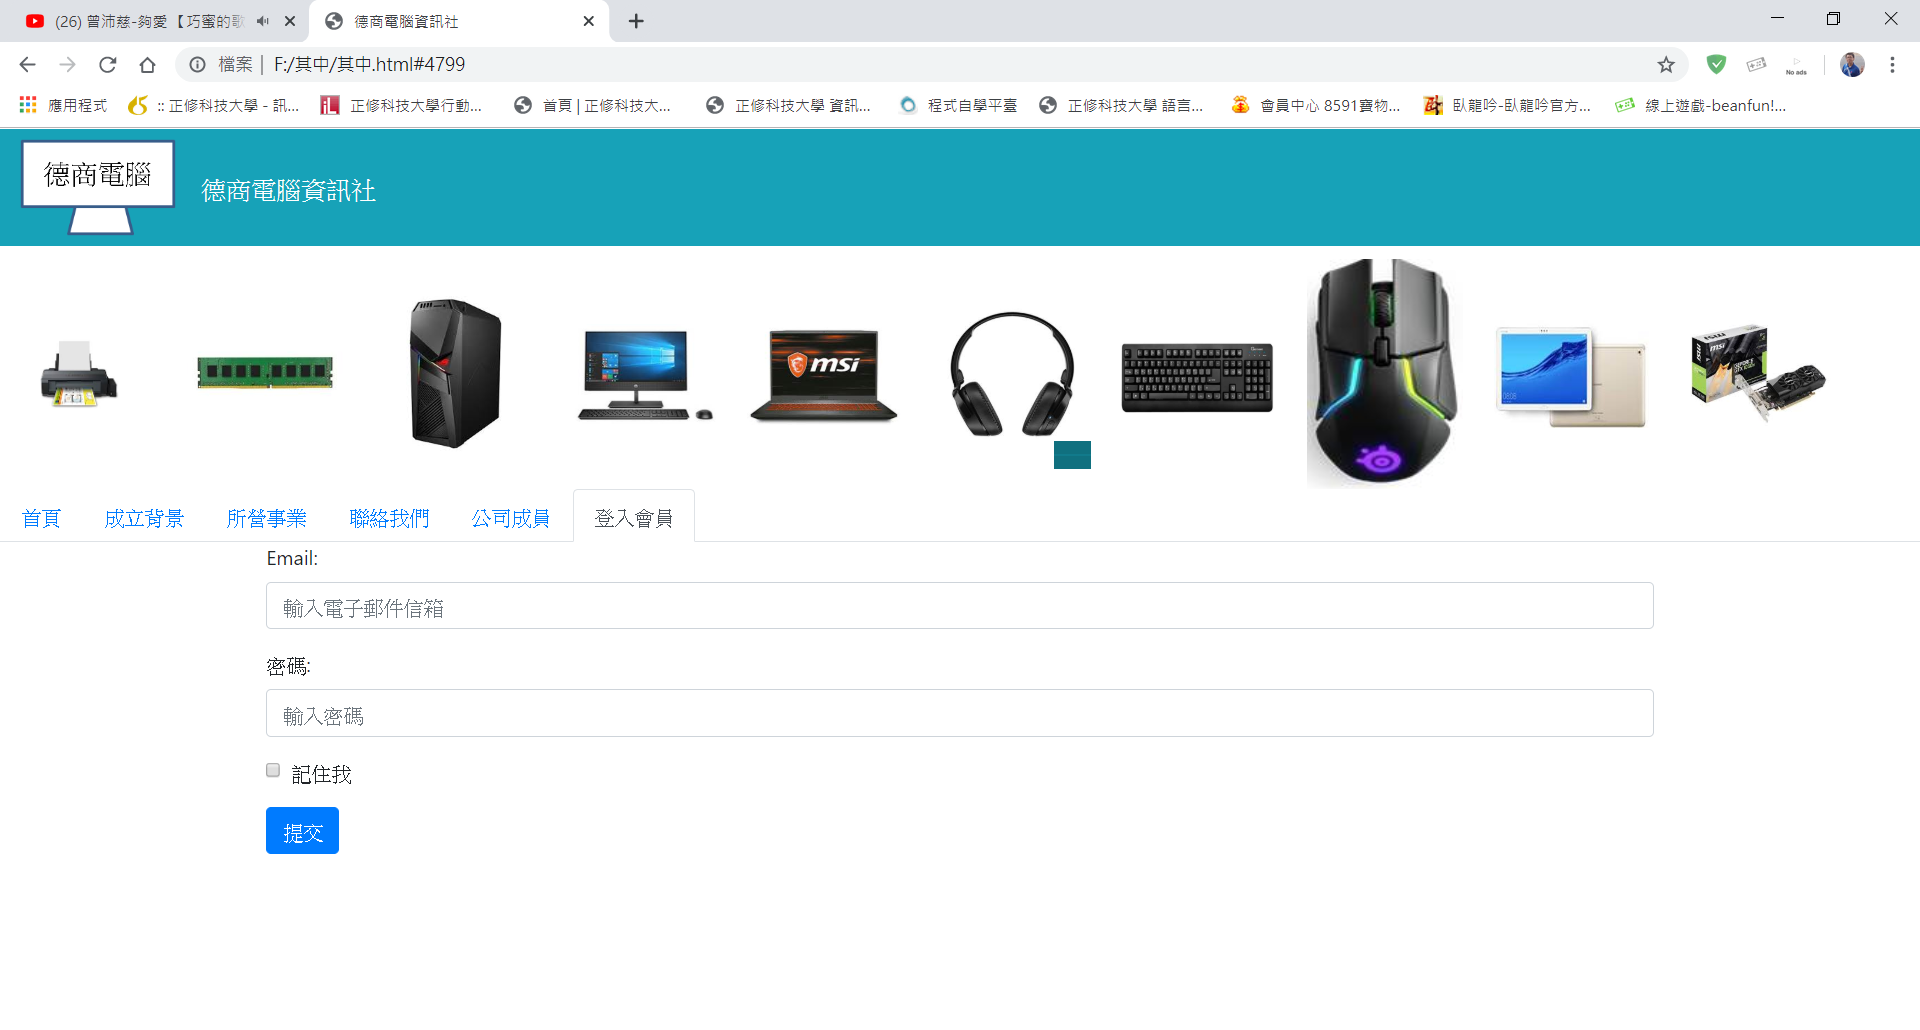 (26) 曾沛慈-夠愛【巧蜜的歌
德商電腦資訊社
檔案 | F:/其中/其中.html#4799
No ads
應用程式
:: 正修科技大學 - 訊...
正修科技大學行動...
首頁 | 正修科技大...
正修科技大學 資訊...
程式自學平臺
正修科技大學 語言...
會員中心 8591寶物...
臥龍吟-臥龍吟官方...
線上遊戲-beanfun!...
德商電腦
德商電腦資訊社
msi
msi
首頁
成立背景
所營事業
聯絡我們
公司成員
登入會員
Email:
輸入電子郵件信箱
密碼:
輸入密碼
記住我
提交